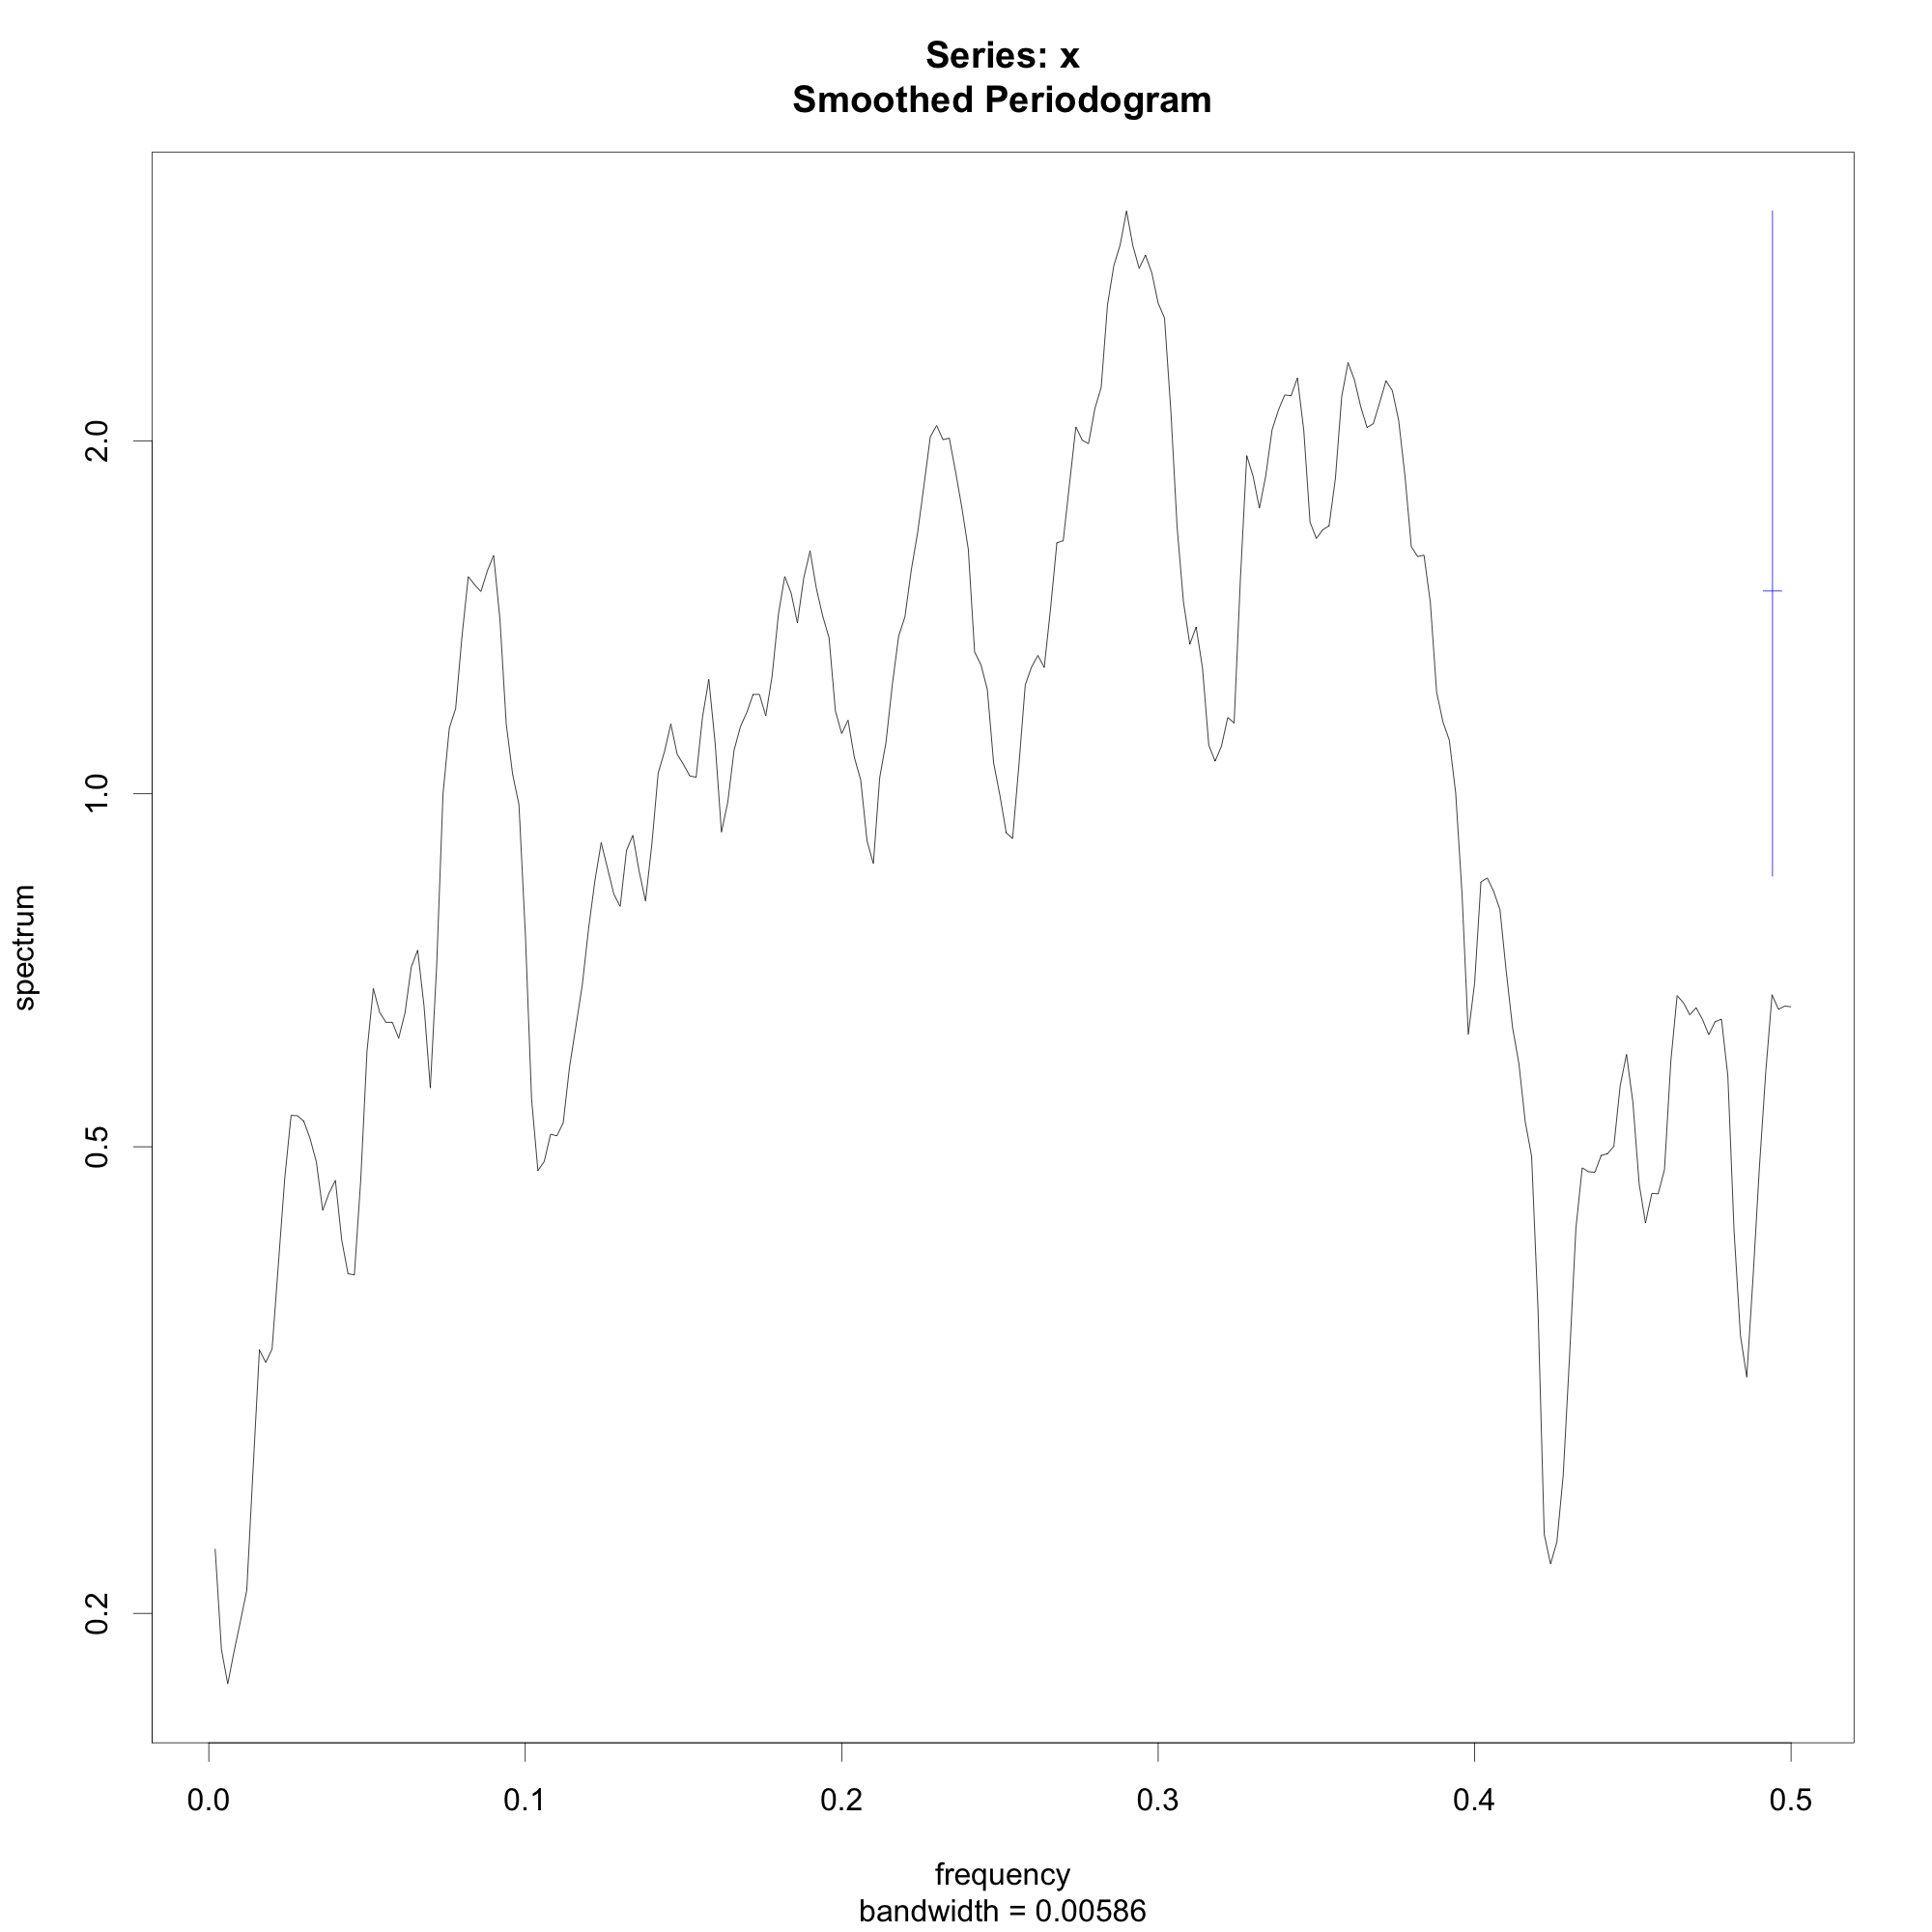 Series: x
Smoothed Periodogram
spectrum
2.0
1.0
0.5
0.2
0.0 0.1 0.2 0.3 0.4 0.5
frequency
bandwidth = 0.00586